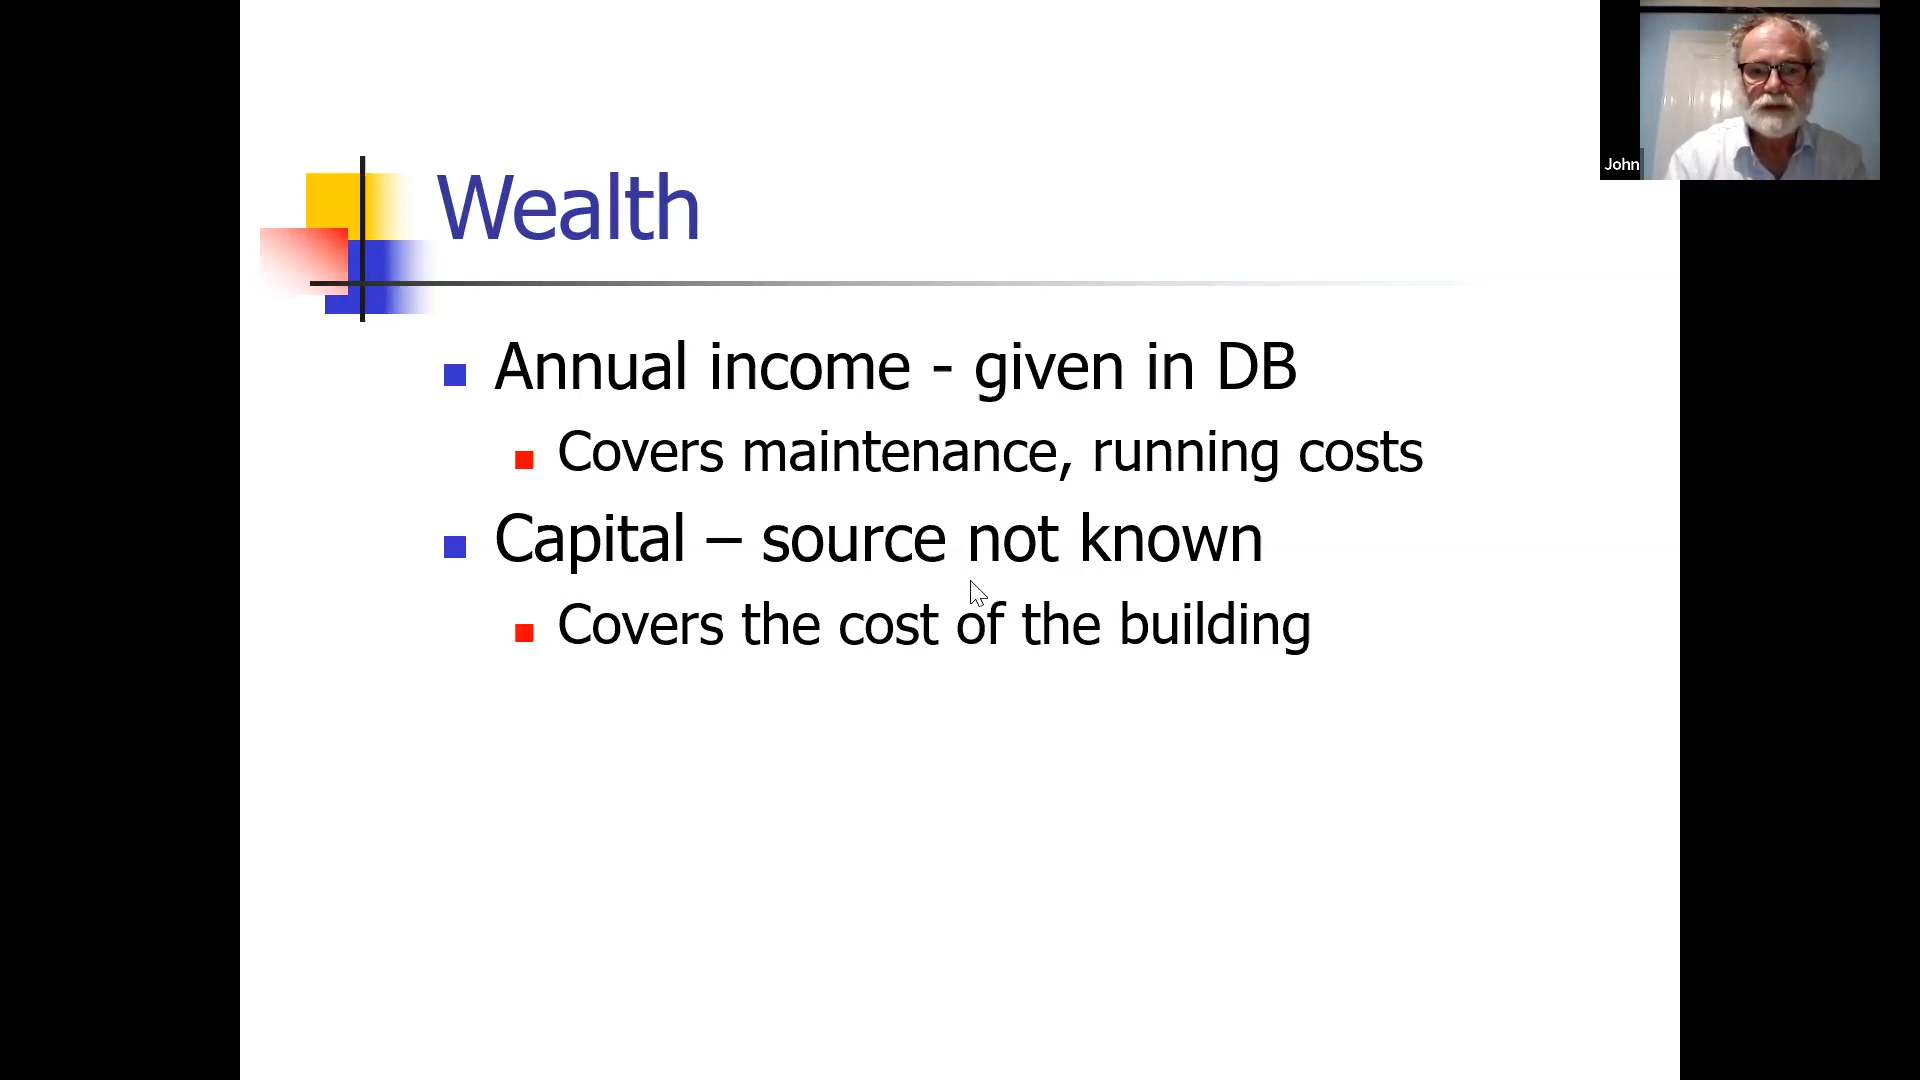 Wealth
Annual income - given in DB
Covers maintenance, running costs
Capital – source not known
Covers the cost of the building
John